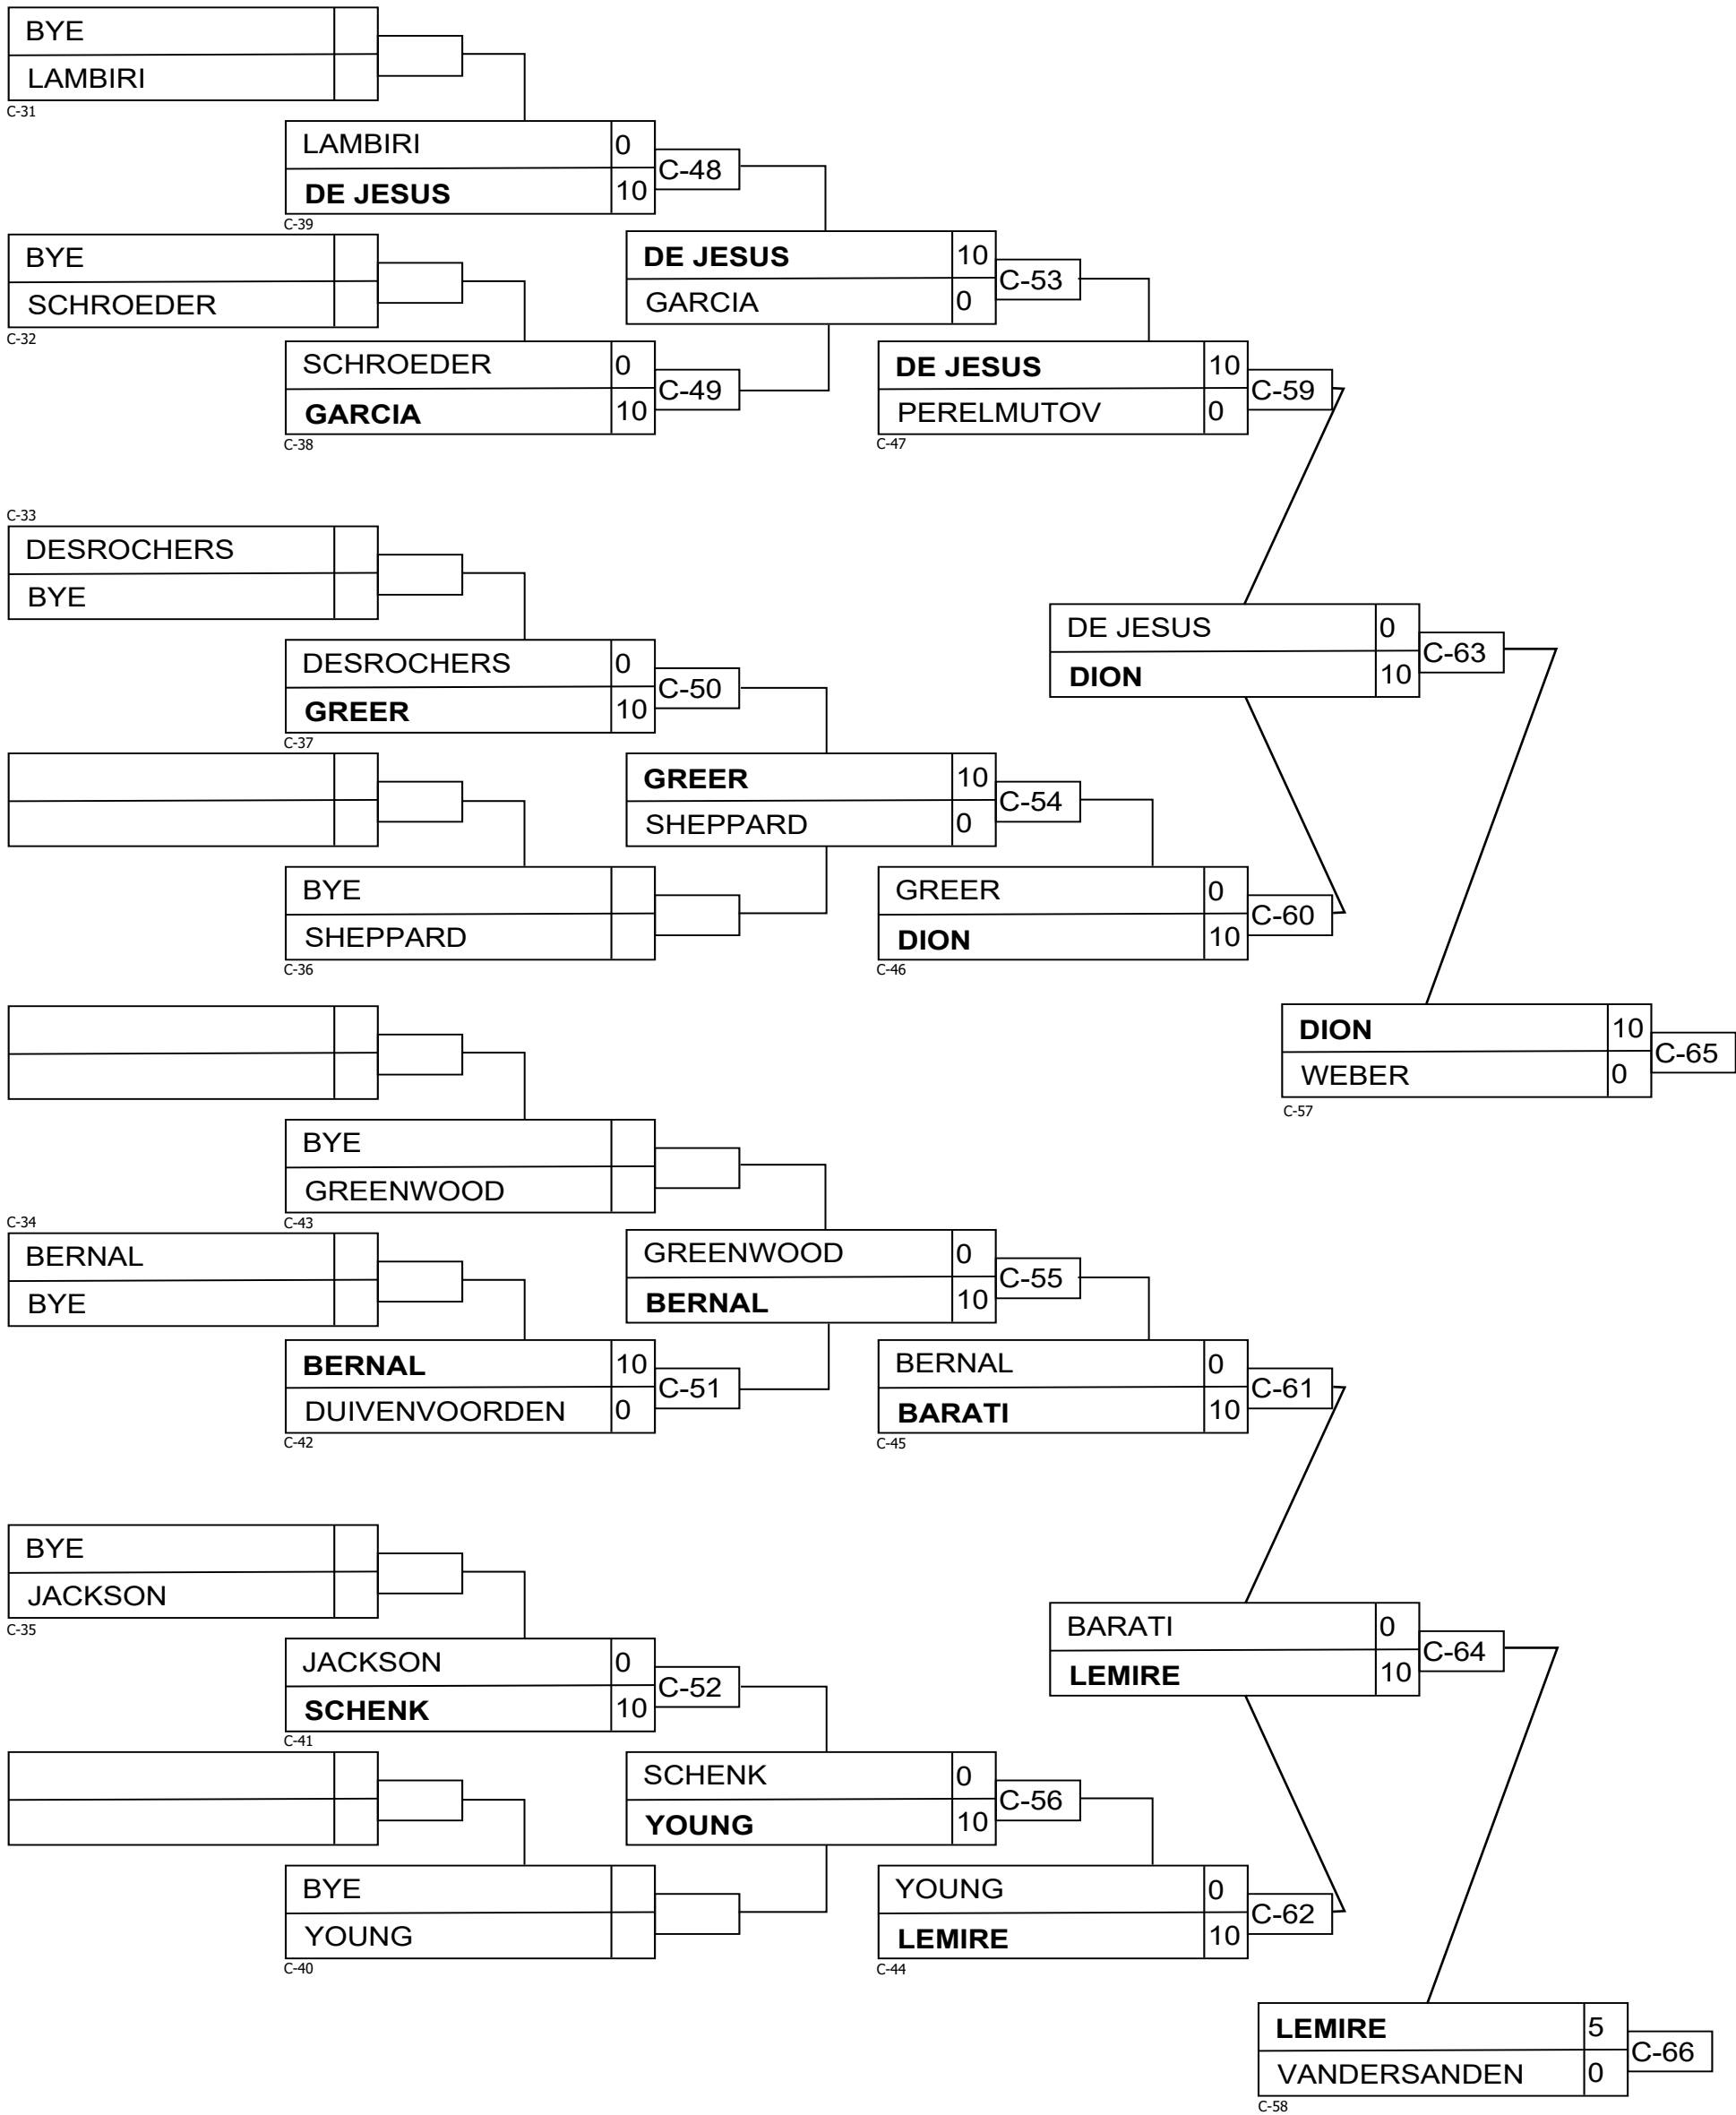 BYE
LAMBIRI
C-31
LAMBIRI 0
DE JESUS 10
C-48
C-39
BYE
SCHROEDER
C-32
DE JESUS 10
GARCIA 0
C-53
SCHROEDER 0
GARCIA 10
C-49
C-38
DE JESUS 10
PERELMUTOV 0
C-59
C-47
C-33
DESROCHERS
BYE
DE JESUS 0
DION 10
C-63
DESROCHERS 0
GREER 10
C-50
C-37
GREER 10
SHEPPARD 0
C-54
BYE
SHEPPARD
C-36
GREER 0
DION 10
C-60
C-46
DION 10
WEBER 0
C-65
C-57
BYE
GREENWOOD
C-43
C-34
BERNAL
BYE
GREENWOOD 0
BERNAL 10
C-55
BERNAL 10
DUIVENVOORDEN 0
C-51
C-42
BERNAL 0
BARATI 10
C-61
C-45
BYE
JACKSON
C-35
BARATI 0
LEMIRE 10
C-64
JACKSON 0
SCHENK 10
C-52
C-41
SCHENK 0
YOUNG 10
C-56
BYE
YOUNG
C-40
YOUNG 0
LEMIRE 10
C-62
C-44
LEMIRE 5
VANDERSANDEN 0
C-66
C-58